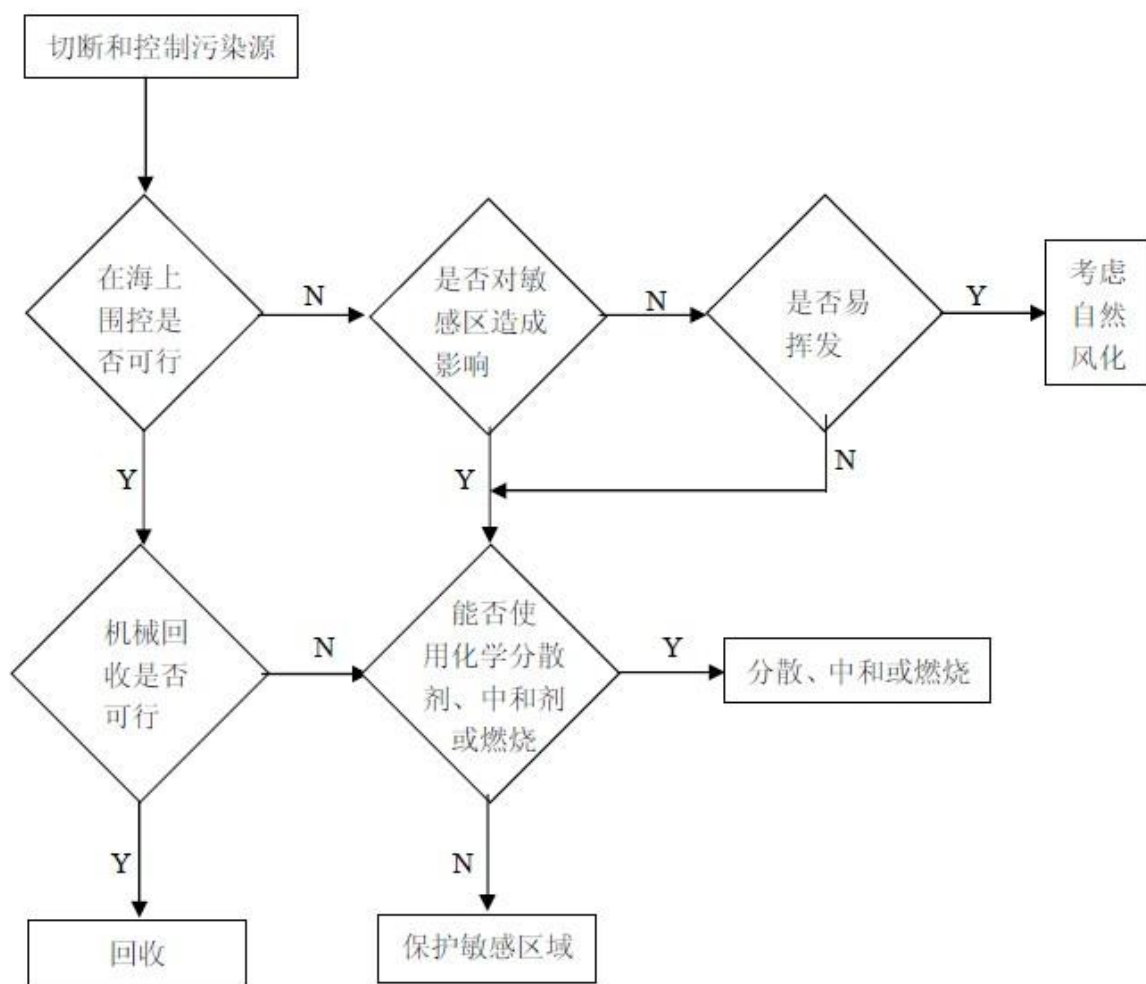 切断和控制污染源
在海上
围控是
否可行
N
是否对敏
感区造成
影响
N
是否易
挥发
Y
考虑
自然
风化
Y
Y
N
机械回
收是否
可行
N
能否使
用化学分散
剂、中和剂
或燃烧
Y
分散、中和或燃烧
Y
N
回收
保护敏感区域